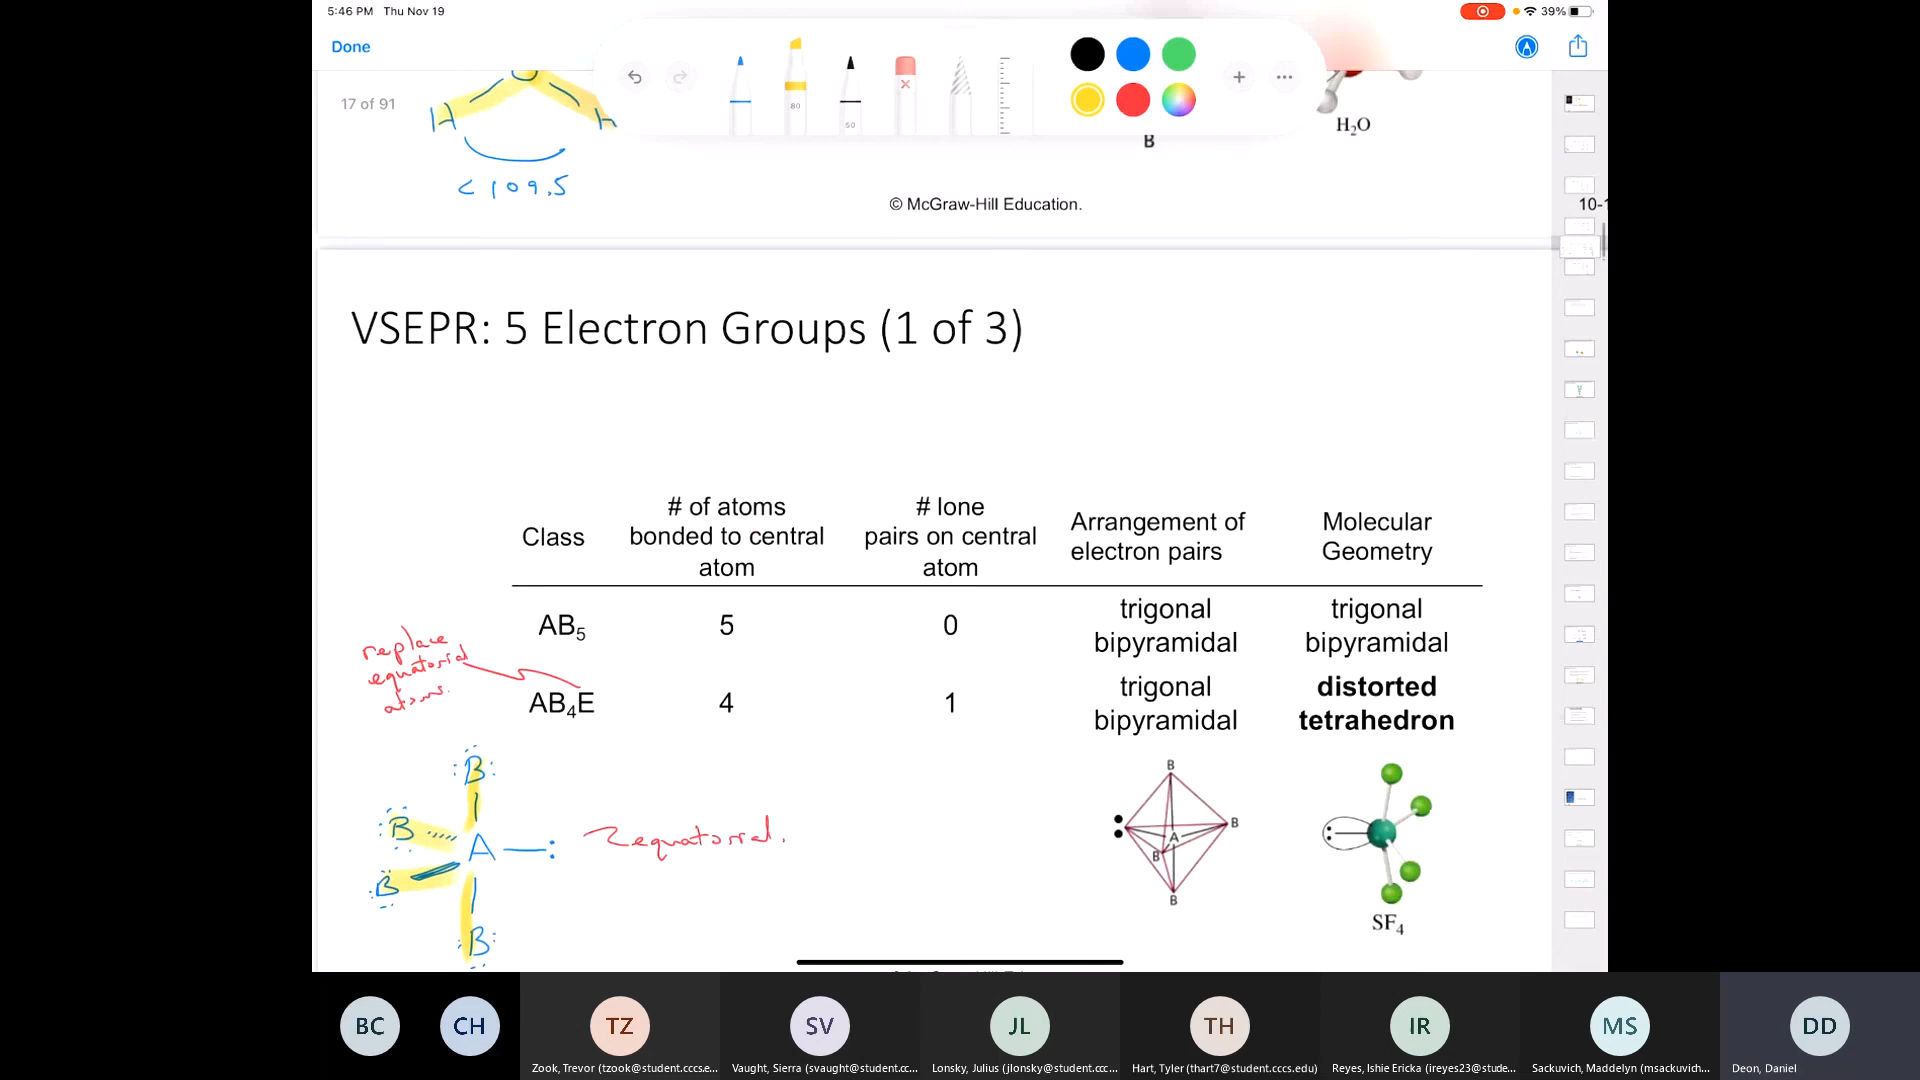 5:46 PM Thu Nov 19
39%
Done
17 of 91
80
50
H
h
< 109.5
B
H₂O
© McGraw-Hill Education.
10-1
VSEPR: 5 Electron Groups (1 of 3)
Class
# of atoms
bonded to central
atom
# lone
pairs on central
atom
Arrangement of
electron pairs
Molecular
Geometry
AB₅
5
0
trigonal
bipyramidal
trigonal
bipyramidal
replace
equatorial
atoms.
AB₄E
4
1
trigonal
bipyramidal
distorted
tetrahedron
:B:
:B
A — :
:B
:B:
equatorial.
B
B
A
B
B
SF₄
BC
CH
TZ
SV
JL
TH
IR
MS
DD
Zook, Trevor (tzook@student.cccs.e...
Vaught, Sierra (svaught@student.cc...
Lonsky, Julius (jlonsky@student.ccc...
Hart, Tyler (thart7@student.cccs.edu)
Reyes, Ishie Ericka (ireyes23@stude...
Sackuvich, Maddelyn (msackuvich...
Deon, Daniel